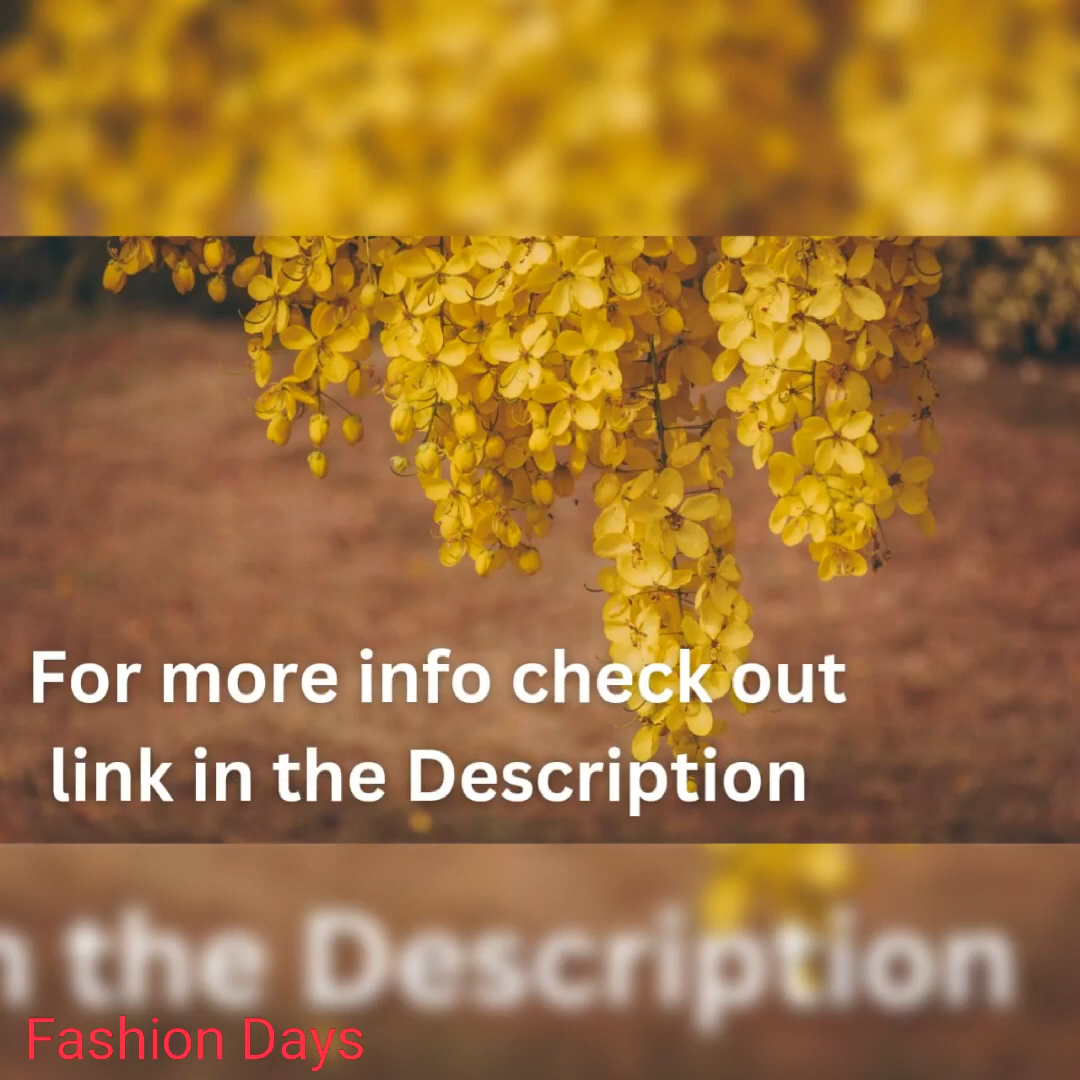 For more info check out
link in the Description
n the Description
Fashion Days